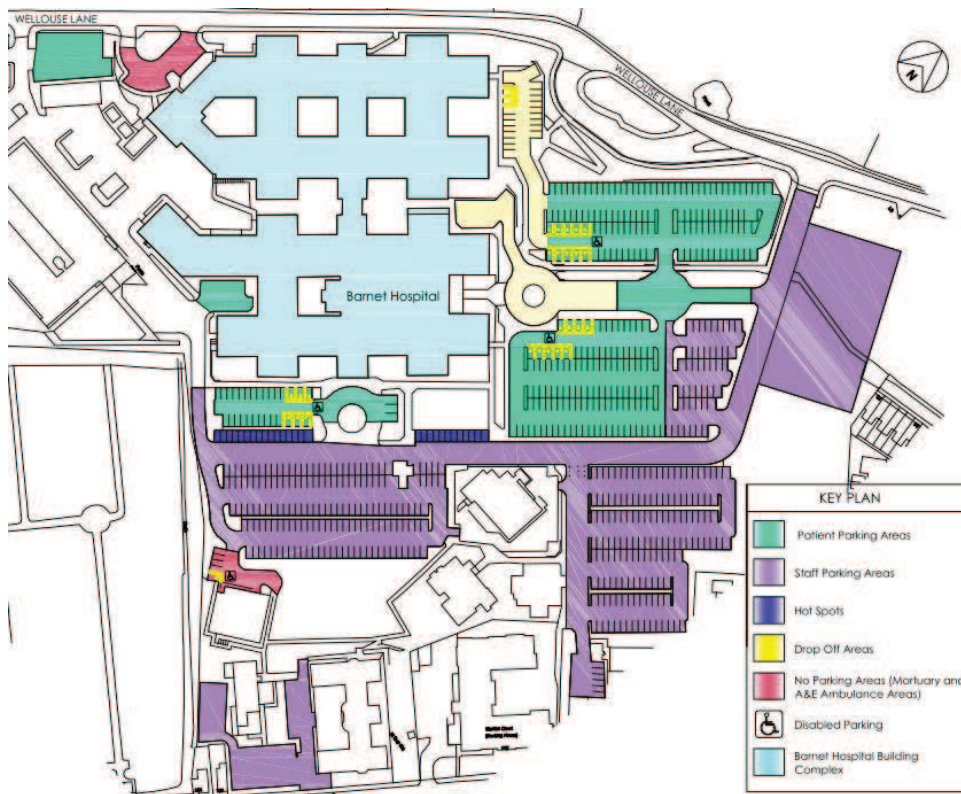 WELLOUSE LANE
WELLOUSE LANE
N
Barnet Hospital
KEY PLAN
Patient Parking Areas
Staff Parking Areas
Hot Spots
Drop Off Areas
No Parking Areas (Mortuary and
A&E Ambulance Areas)
Disabled Parking
Barnet Hospital Building
Complex